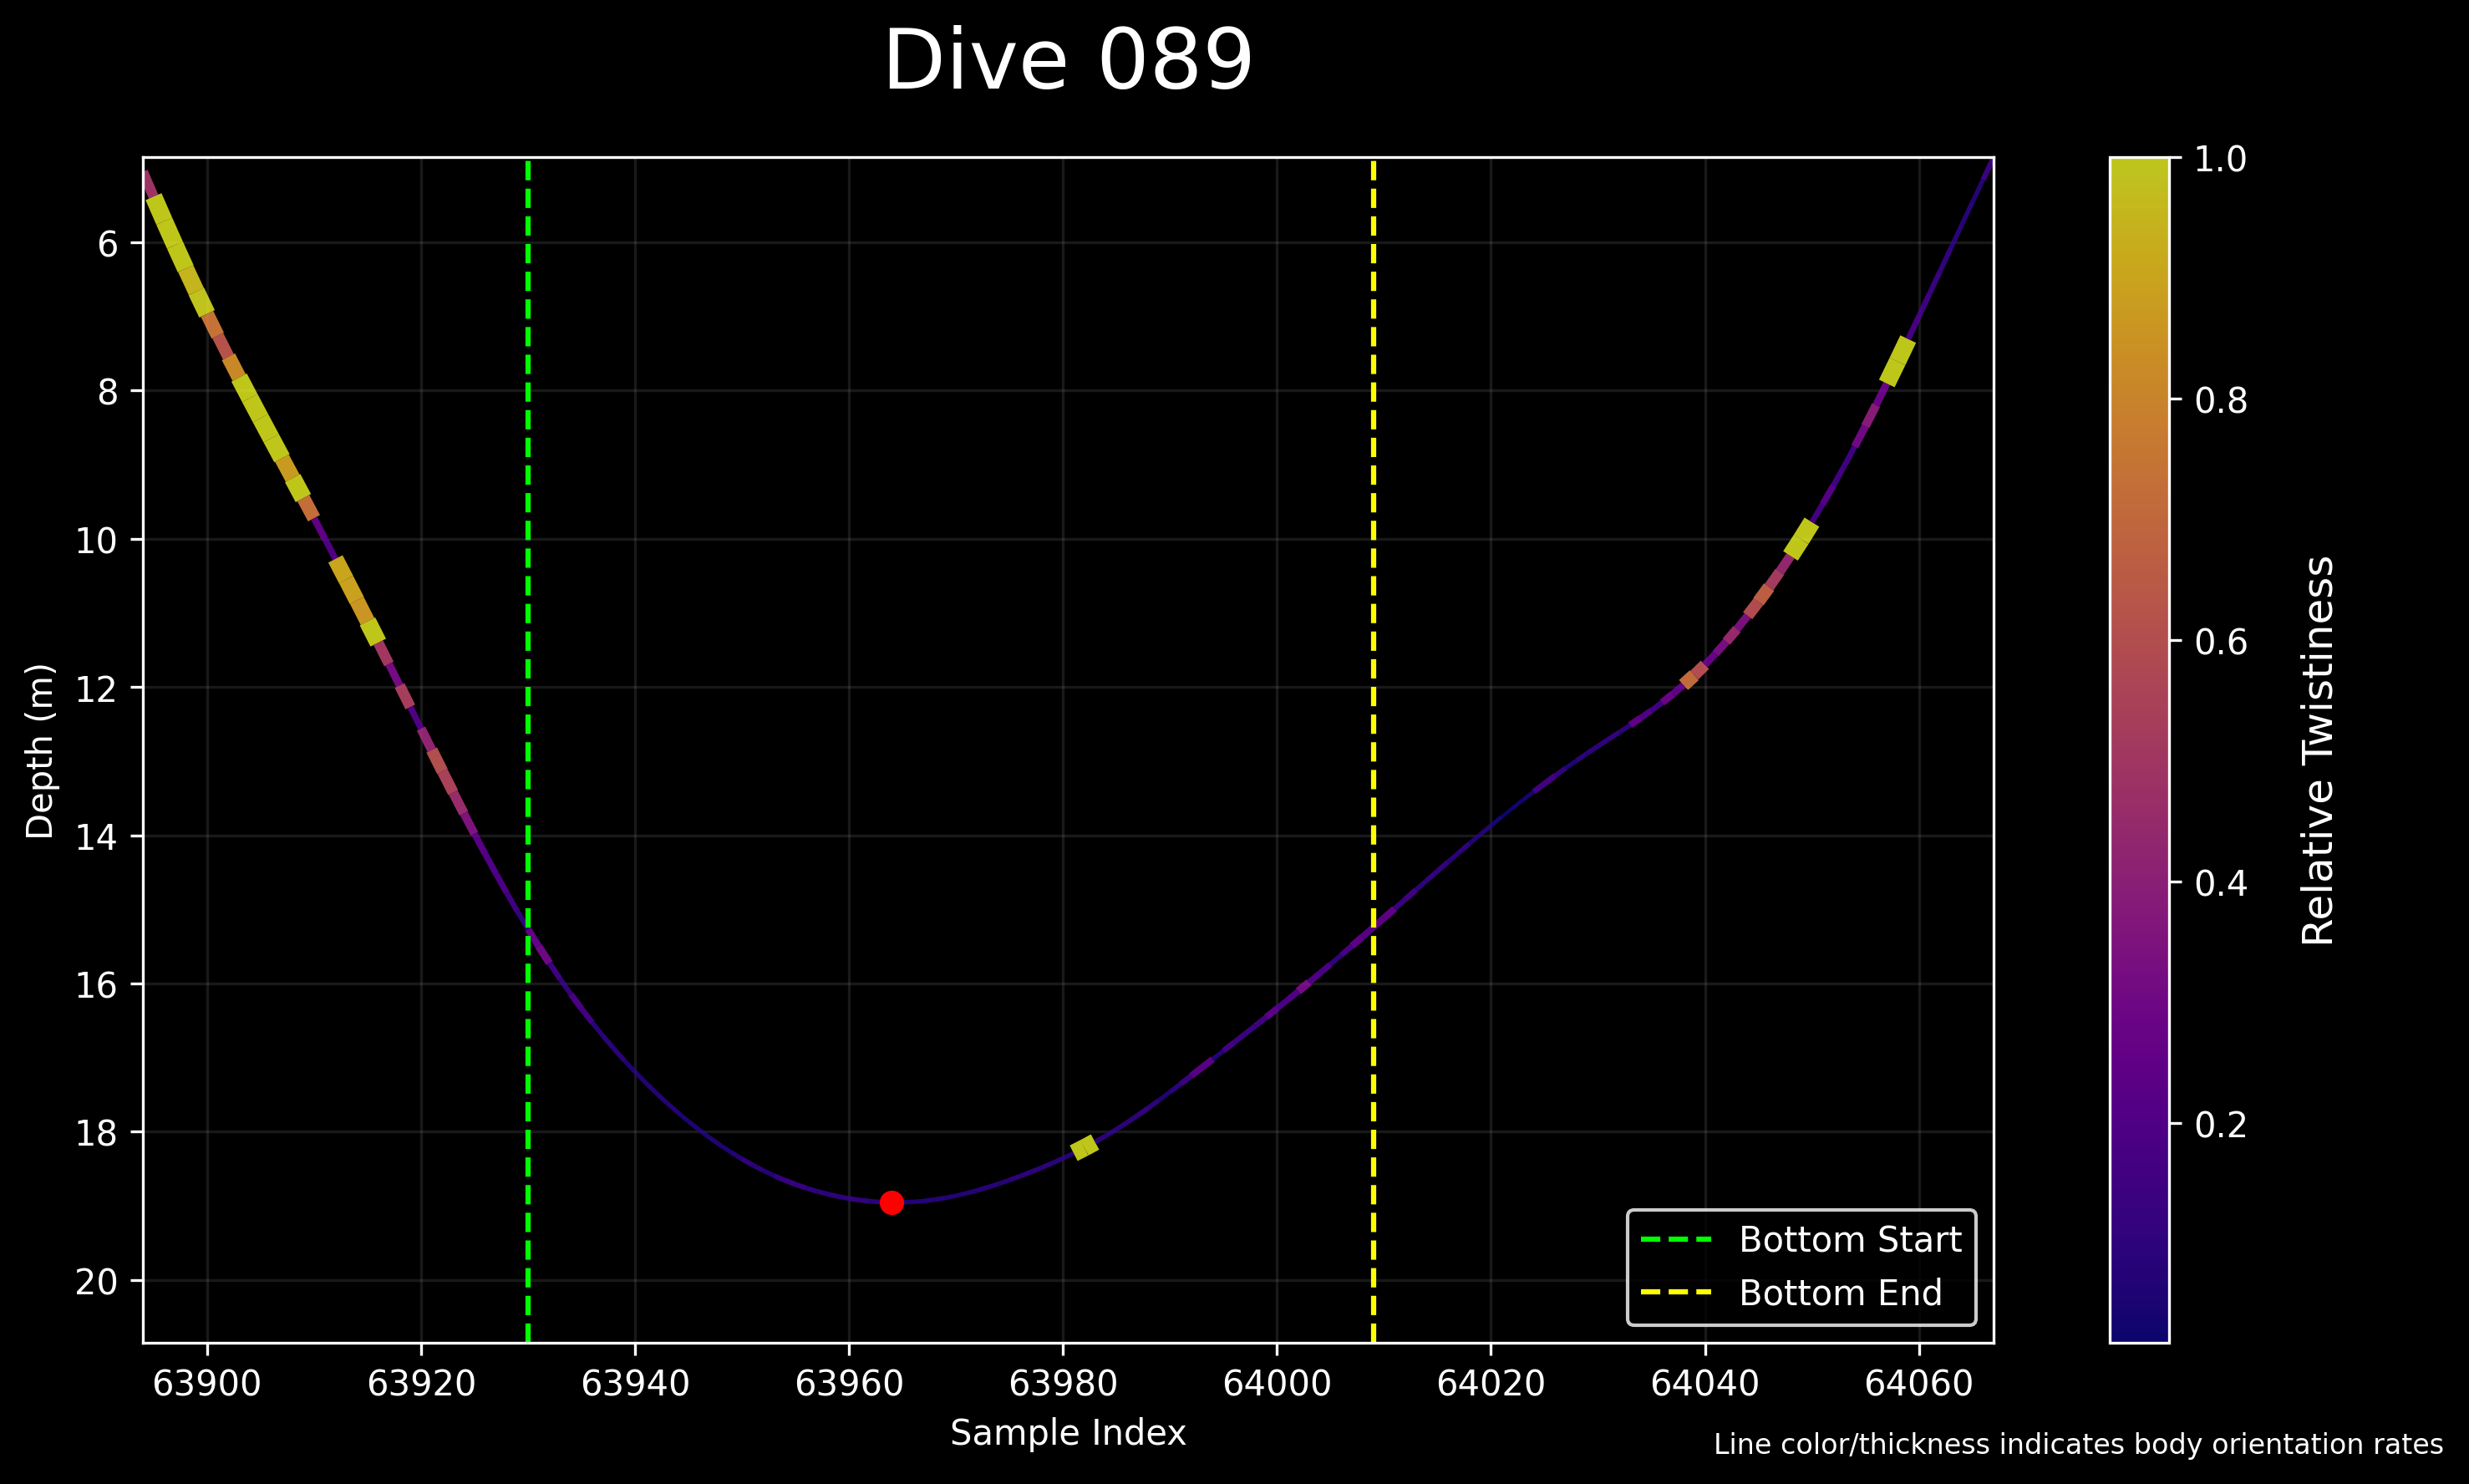 Dive 089
6
8
10
12
14
16
18
20
Depth (m)
63900 63920 63940 63960 63980 64000 64020 64040 64060
Sample Index
Bottom Start
Bottom End
1.0
0.8
0.6
0.4
0.2
Relative Twistiness
Line color/thickness indicates body orientation rates